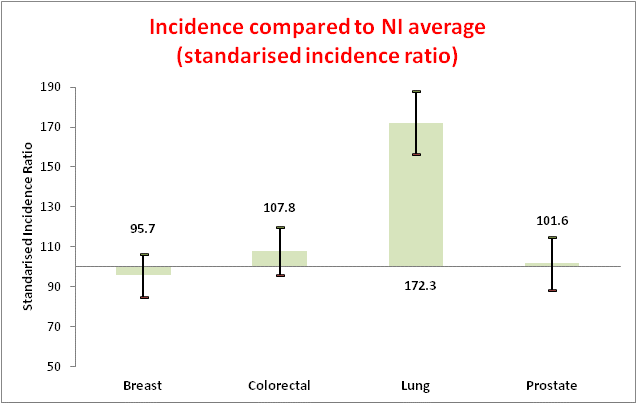 Incidence compared to NI average
(standarised incidence ratio)
Standarised Incidence Ratio
190
170
150
130
110
90
70
50
95.7
107.8
172.3
101.6
Breast
Colorectal
Lung
Prostate